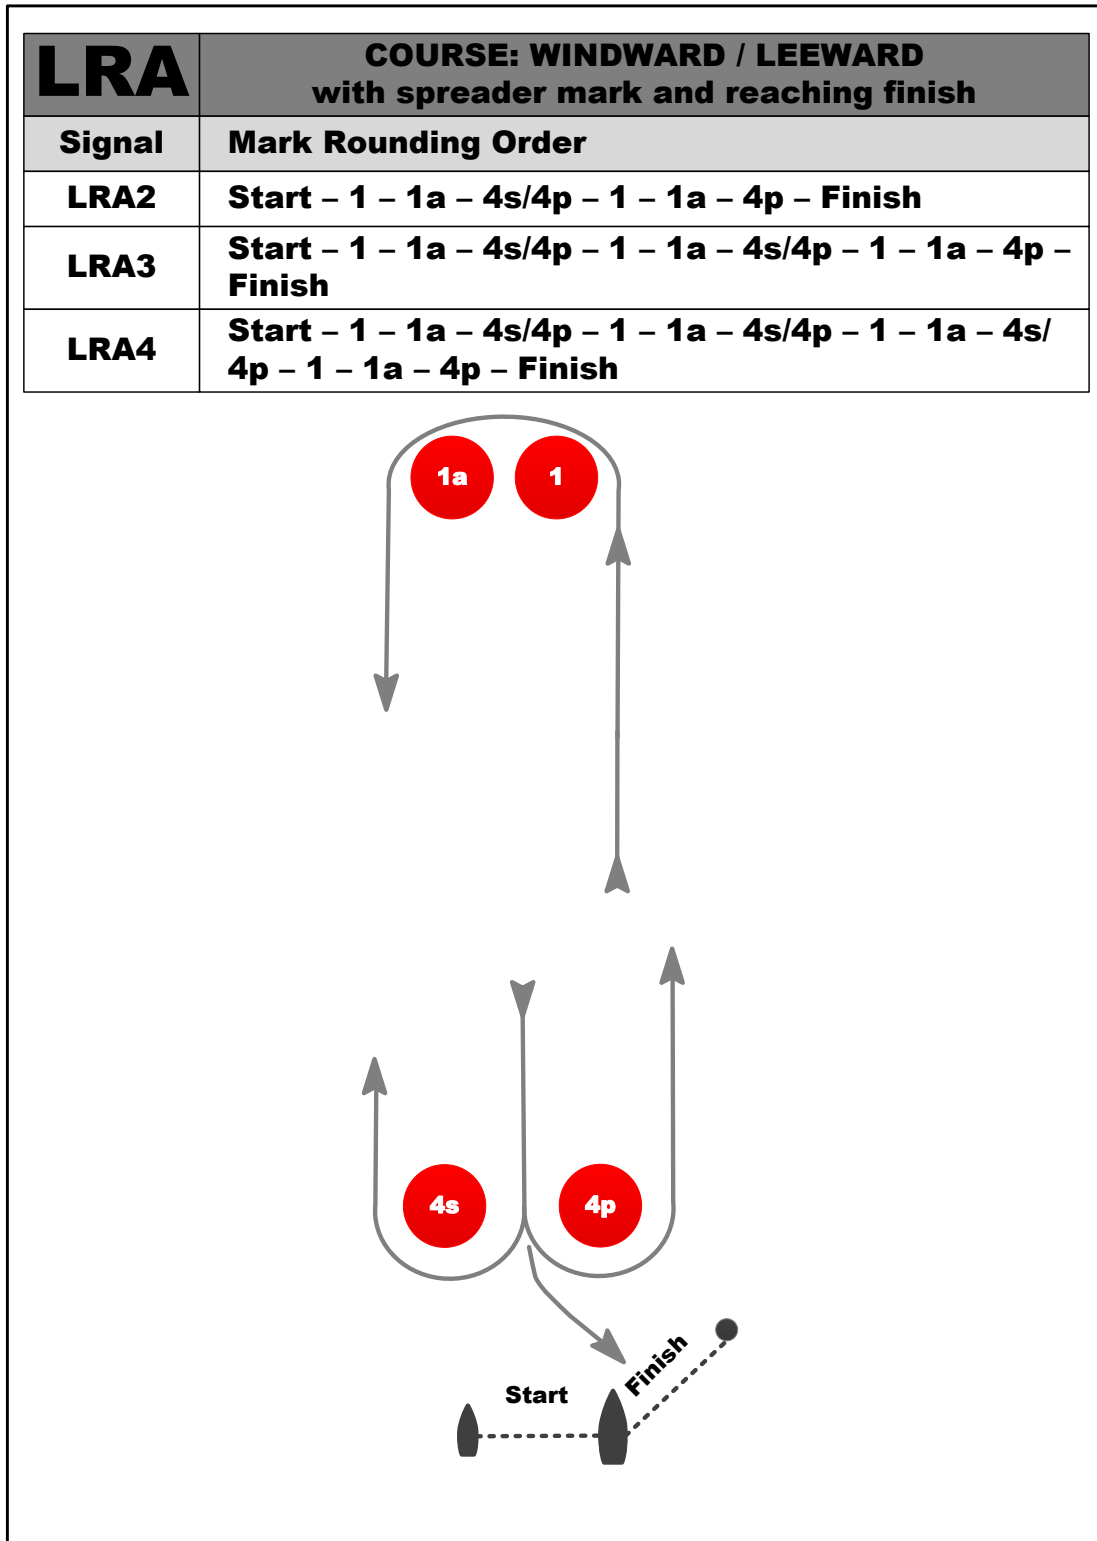 LRA
COURSE: WINDWARD / LEEWARD
with spreader mark and reaching finish
Signal
Mark Rounding Order
LRA2
Start – 1 – 1a – 4s/4p – 1 – 1a – 4p – Finish
LRA3
Start – 1 – 1a – 4s/4p – 1 – 1a – 4s/4p – 1 – 1a – 4p –
Finish
LRA4
Start – 1 – 1a – 4s/4p – 1 – 1a – 4s/4p – 1 – 1a – 4s/
4p – 1 – 1a – 4p – Finish
1a
1
4s
4p
Finish
Start